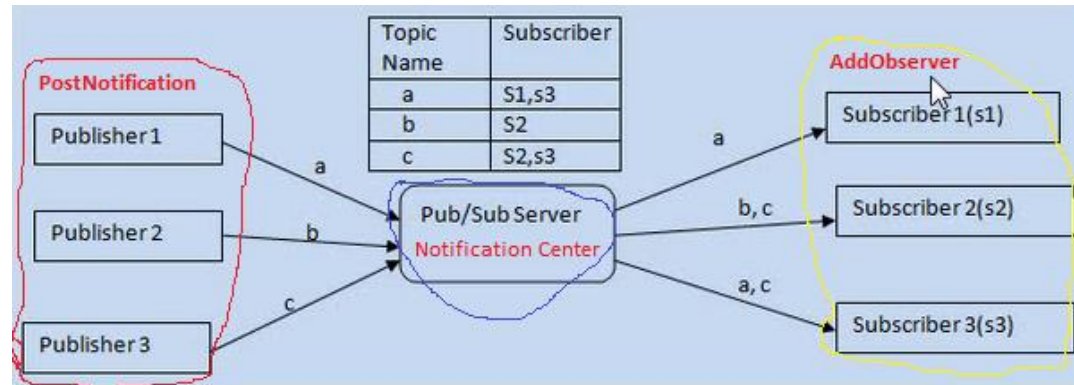 Topic Name
Subscriber
a
S1,s3
b
S2
c
S2,s3
PostNotification
Publisher 1
Publisher 2
Publisher 3
a
b
c
Pub/Sub Server
Notification Center
a
b, c
a, c
AddObserver
Subscriber 1(s1)
Subscriber 2(s2)
Subscriber 3(s3)